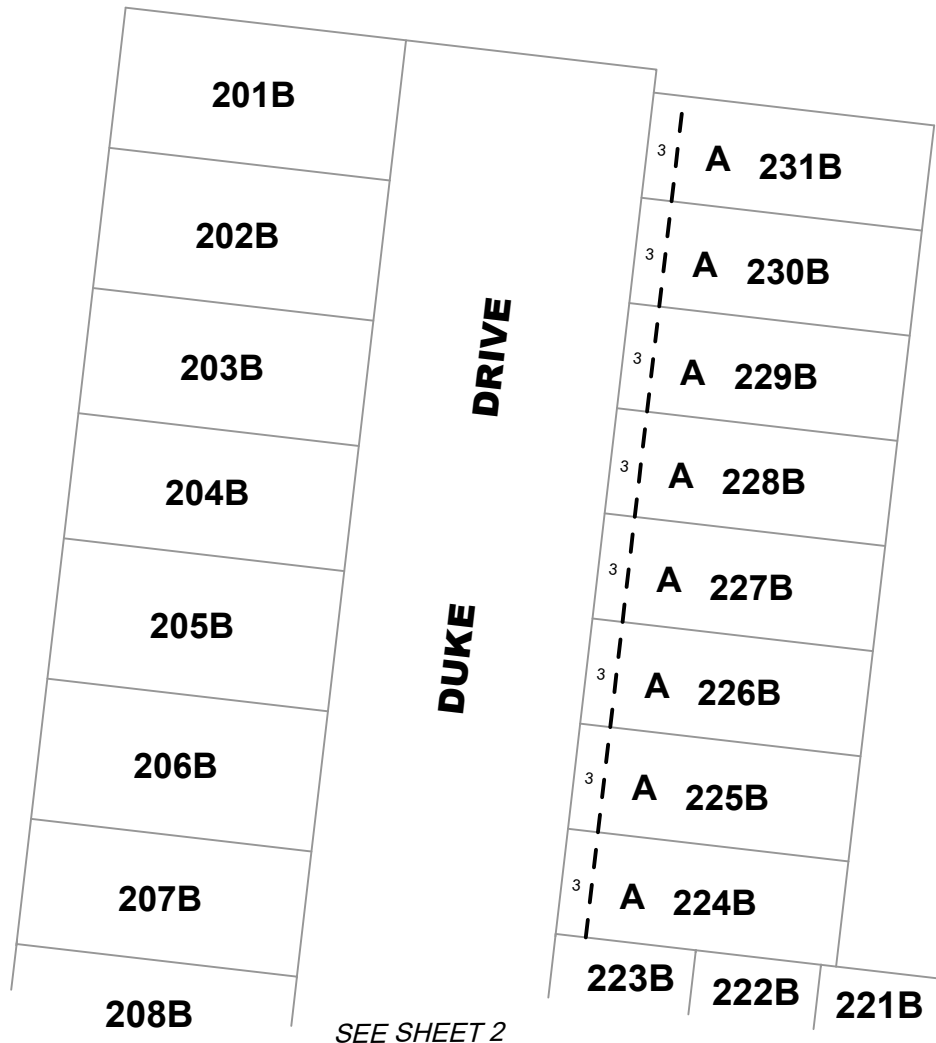 201B
202B
203B
204B
205B
206B
207B
208B
DUKE DRIVE
3 A 231B
3 A 230B
3 A 229B
3 A 228B
3 A 227B
3 A 226B
3 A 225B
3 A 224B
223B
222B
221B
SEE SHEET 2